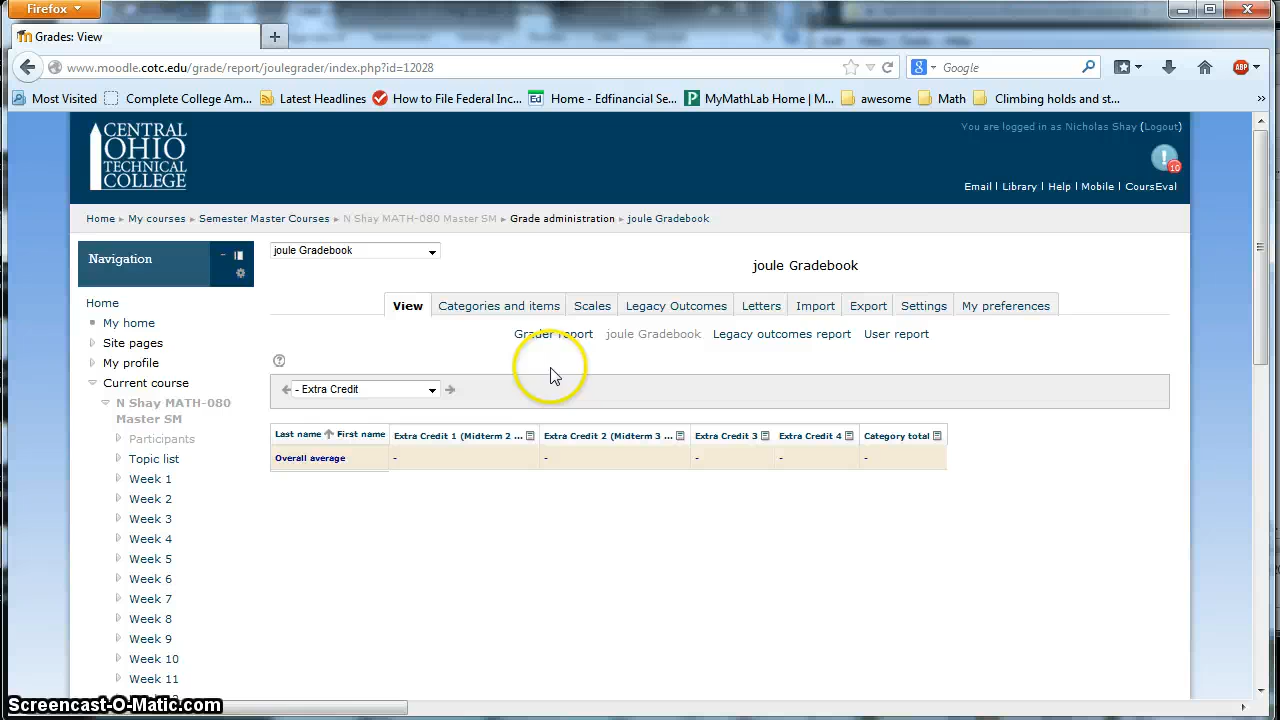 Firefox
Grades: View
www.moodle.cotc.edu/grade/report/joulegrader/index.php?id=12028
Google
ABP
Most Visited
Complete College Am...
Latest Headlines
How to File Federal Inc...
Ed
Home - Edfinancial Se...
MyMathLab Home | M...
awesome
Math
Climbing holds and st...
CENTRAL
OHIO
TECHNICAL
COLLEGE
You are logged in as Nicholas Shay (Logout)
10
Email | Library | Help | Mobile | CoursEval
Home ► My courses ► Semester Master Courses ► N Shay MATH-080 Master SM ► Grade administration ► joule Gradebook
Navigation
joule Gradebook
joule Gradebook
View
Categories and items
Scales
Legacy Outcomes
Letters
Import
Export
Settings
My preferences
Grader report
joule Gradebook
Legacy outcomes report
User report
- Extra Credit
Last name First name
Extra Credit 1 (Midterm 2 ...
Extra Credit 2 (Midterm 3 ...
Extra Credit 3
Extra Credit 4
Category total
Overall average
-
-
-
-
-
Home
My home
Site pages
My profile
Current course
N Shay MATH-080
Master SM
Participants
Topic list
Week 1
Week 2
Week 3
Week 4
Week 5
Week 6
Week 7
Week 8
Week 9
Week 10
Week 11
Screencast-O-Matic.com